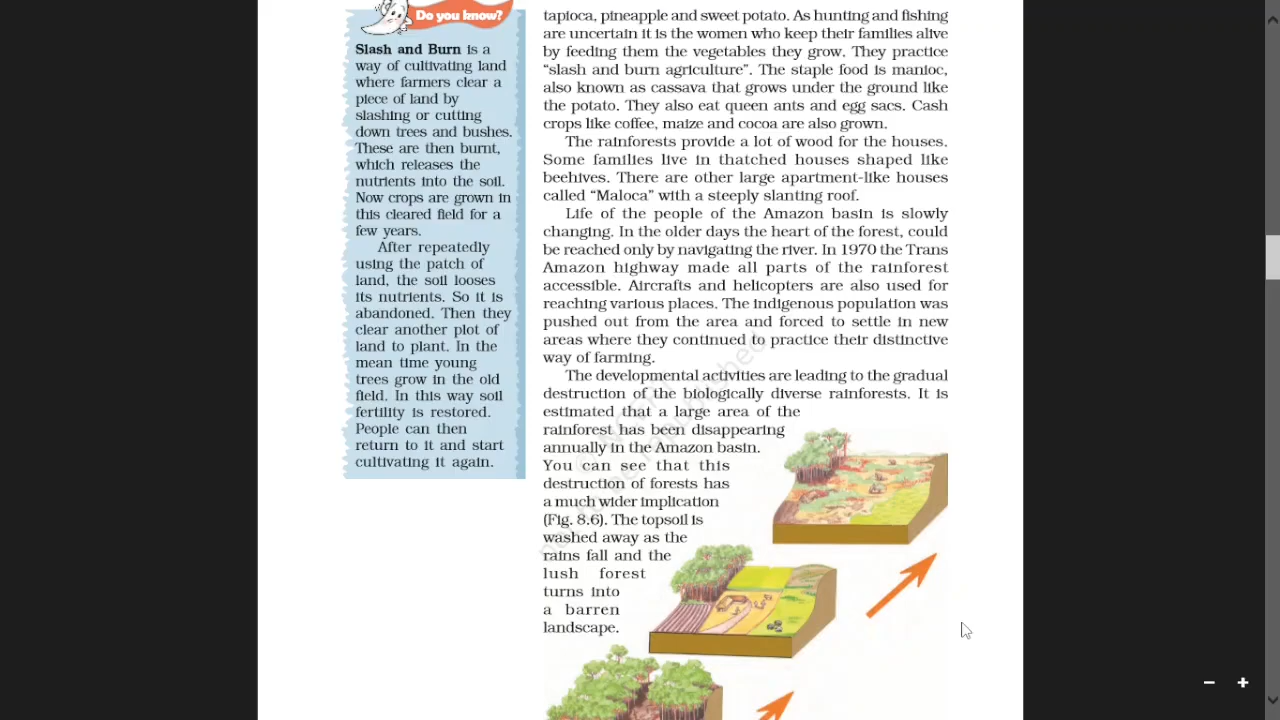 Do you know?
Slash and Burn is a
way of cultivating land
where farmers clear a
piece of land by
slashing or cutting
down trees and bushes.
These are then burnt,
which releases the
nutrients into the soil.
Now crops are grown in
this cleared field for a
few years.
After repeatedly
using the patch of
land, the soil looses
its nutrients. So it is
abandoned. Then they
clear another plot of
land to plant. In the
mean time young
trees grow in the old
field. In this way soil
fertility is restored.
People can then
return to it and start
cultivating it again.
tapioca, pineapple and sweet potato. As hunting and fishing
are uncertain it is the women who keep their families alive
by feeding them the vegetables they grow. They practice
“slash and burn agriculture”. The staple food is manioc,
also known as cassava that grows under the ground like
the potato. They also eat queen ants and egg sacs. Cash
crops like coffee, maize and cocoa are also grown.
The rainforests provide a lot of wood for the houses.
Some families live in thatched houses shaped like
beehives. There are other large apartment-like houses
called “Maloca” with a steeply slanting roof.
Life of the people of the Amazon basin is slowly
changing. In the older days the heart of the forest, could
be reached only by navigating the river. In 1970 the Trans
Amazon highway made all parts of the rainforest
accessible. Aircrafts and helicopters are also used for
reaching various places. The indigenous population was
pushed out from the area and forced to settle in new
areas where they continued to practice their distinctive
way of farming.
The developmental activities are leading to the gradual
destruction of the biologically diverse rainforests. It is
estimated that a large area of the
rainforest has been disappearing
annually in the Amazon basin.
You can see that this
destruction of forests has
a much wider implication
(Fig. 8.6). The topsoil is
washed away as the
rains fall and the
lush forest
turns into
a barren
landscape.